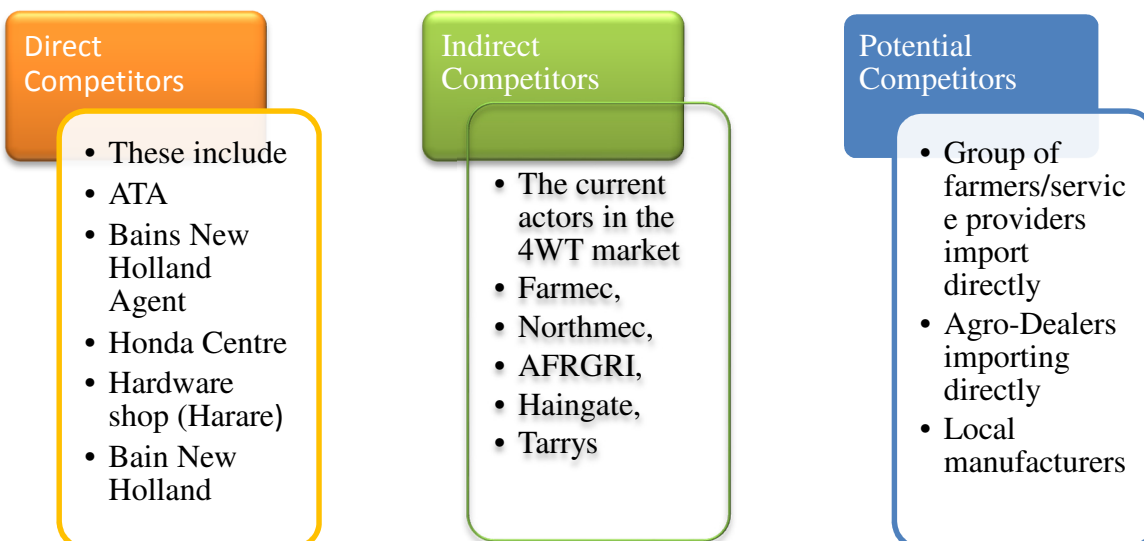 Direct
Competitors
• These include
• ATA
• Bains New
Holland
Agent
• Honda Centre
• Hardware
shop (Harare)
• Bain New
Holland
Indirect
Competitors
• The current
actors in the
4WT market
• Farmec,
• Northmec,
• AFRGRI,
• Haingate,
• Tarrys
Potential
Competitors
• Group of
farmers/servic
e providers
import
directly
• Agro-Dealers
importing
directly
• Local
manufacturers